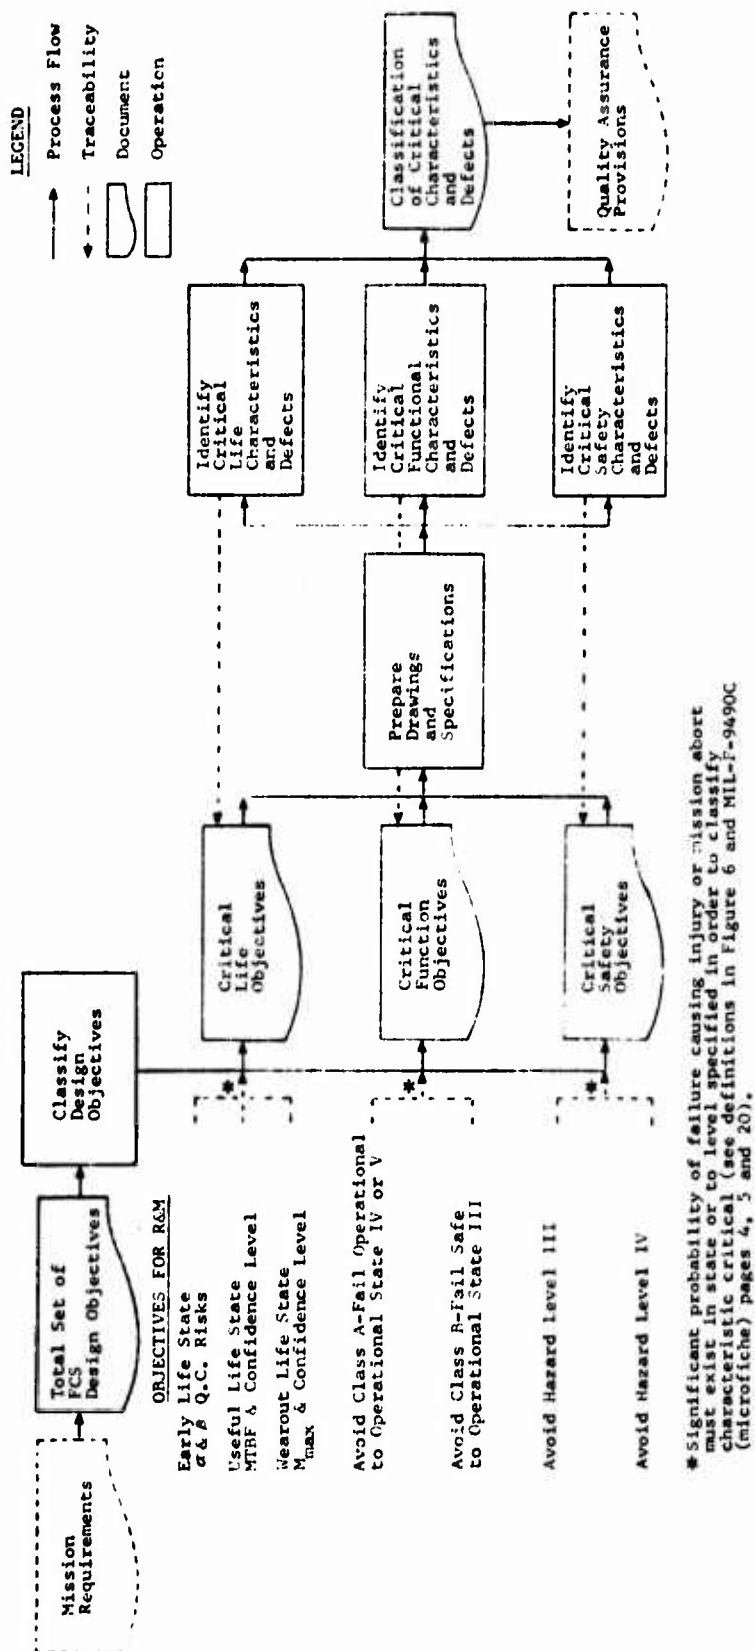 LEGEND
Process Flow
Traceability
Document
Operation
Mission
Requirements
Total Set of
FCS
Design Objectives
Classify
Design
Objectives
OBJECTIVES FOR R&M
Early Life State
α & β Q.C. Risks
Useful Life State
MTBF & Confidence Level
Wearout Life State
Mmax & Confidence Level
Avoid Class A-Fail Operational
to Operational State IV or V
Avoid Class B-Fail Safe
to Operational State III
Avoid Hazard Level III
Avoid Hazard Level IV
*
*
*
Critical
Life
Objectives
Critical
Function
Objectives
Critical
Safety
Objectives
Prepare
Drawings
and
Specifications
Identify
Critical
Life
Characteristics
and
Defects
Identify
Critical
Functional
Characteristics
and
Defects
Identify
Critical
Safety
Characteristics
and
Defects
Classification
of Critical
Characteristics
and
Defects
Quality Assurance
Provisions
* Significant probability of failure causing injury or mission abort
must exist in state or to level specified in order to classify
characteristic critical (see definitions in Figure 6 and MIL-F-9490C
(microfiche) pages 4, 5 and 20).